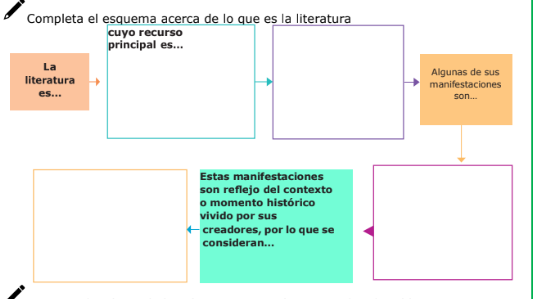 Completa el esquema acerca de lo que es la literatura
La
literatura
es...
cuyo recurso
principal es...
Algunas de sus
manifestaciones
son...
Estas manifestaciones
son reflejo del contexto
o momento histórico
vivido por sus
creadores, por lo que se
consideran...